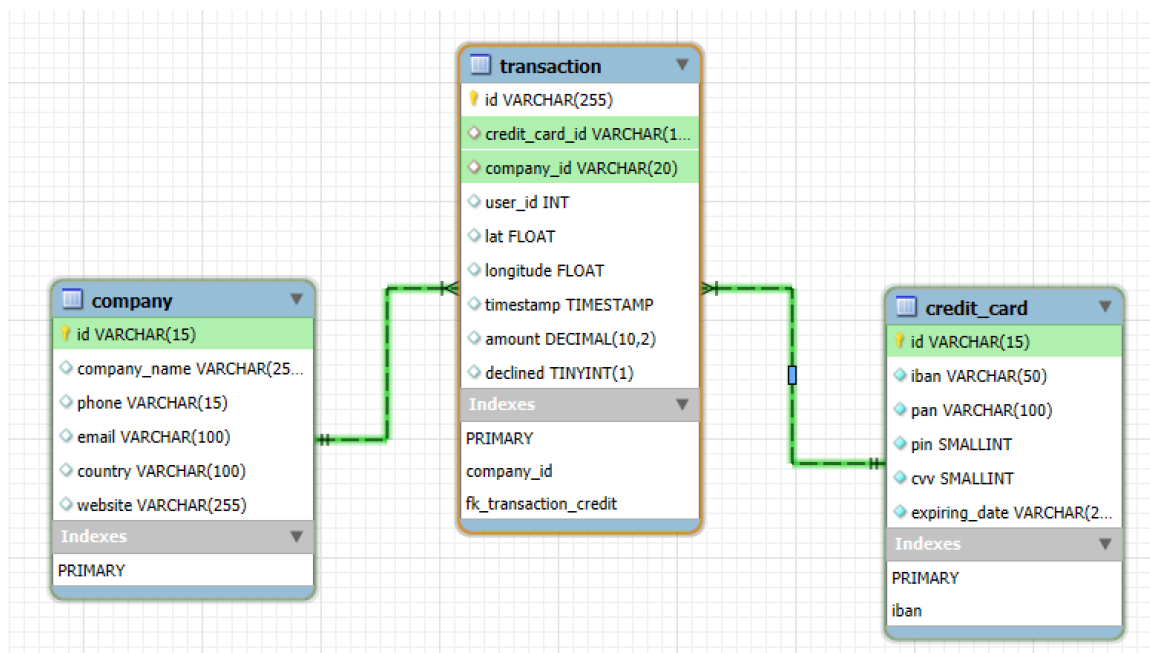 transaction
id VARCHAR(255)
credit_card_id VARCHAR(1...
company_id VARCHAR(20)
user_id INT
lat FLOAT
longitude FLOAT
timestamp TIMESTAMP
amount DECIMAL(10,2)
declined TINYINT(1)
Indexes
PRIMARY
company_id
fk_transaction_credit
company
id VARCHAR(15)
company_name VARCHAR(25...
phone VARCHAR(15)
email VARCHAR(100)
country VARCHAR(100)
website VARCHAR(255)
Indexes
PRIMARY
credit_card
id VARCHAR(15)
iban VARCHAR(50)
pan VARCHAR(100)
pin SMALLINT
cvv SMALLINT
expiring_date VARCHAR(2...
Indexes
PRIMARY
iban